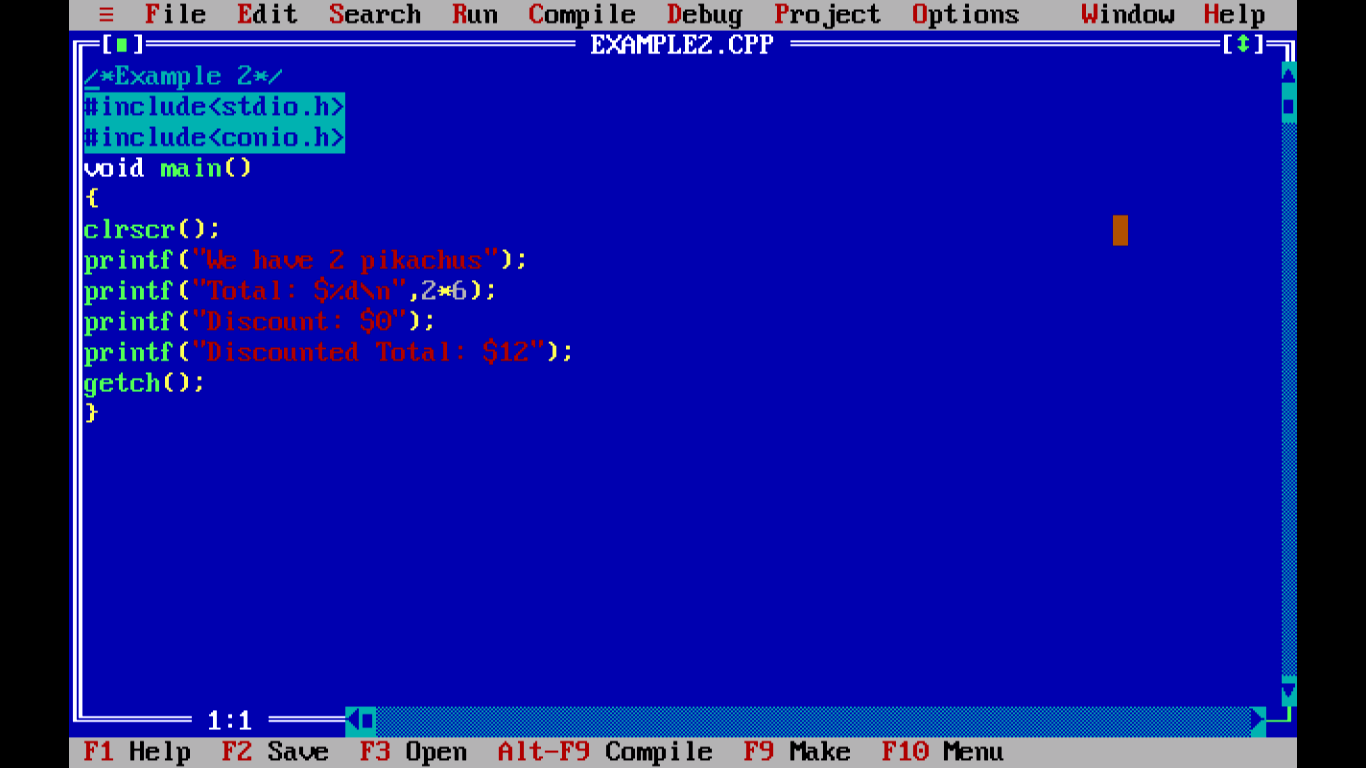 ≡ File Edit Search Run Compile Debug Project Options Window Help
[■] EXAMPLE2.CPP [↕]
/*Example 2*/
#include<stdio.h>
#include<conio.h>
void main()
{
clrscr();
printf("We have 2 pikachus");
printf("Total: $%d\n",2*6);
printf("Discount: $0");
printf("Discounted Total: $12");
getch();
}
1:1
F1 Help F2 Save F3 Open Alt-F9 Compile F9 Make F10 Menu